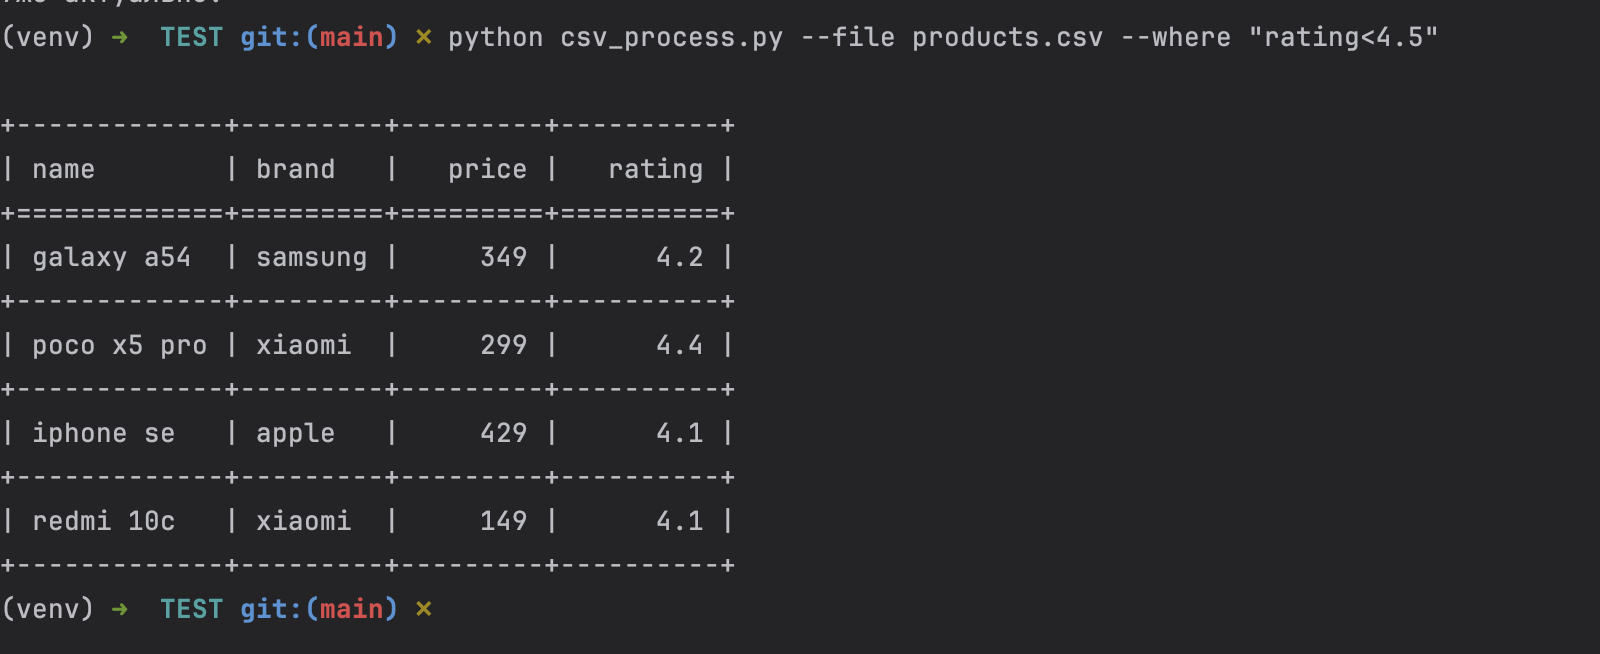 (venv) ➜  TEST git:(main) ✗ python csv_process.py --file products.csv --where "rating<4.5"

+-------------+---------+---------+----------+
| name        | brand   |   price |   rating |
+=============+=========+=========+==========+
| galaxy a54  | samsung |     349 |      4.2 |
+-------------+---------+---------+----------+
| poco x5 pro | xiaomi  |     299 |      4.4 |
+-------------+---------+---------+----------+
| iphone se   | apple   |     429 |      4.1 |
+-------------+---------+---------+----------+
| redmi 10c   | xiaomi  |     149 |      4.1 |
+-------------+---------+---------+----------+
(venv) ➜  TEST git:(main) ✗